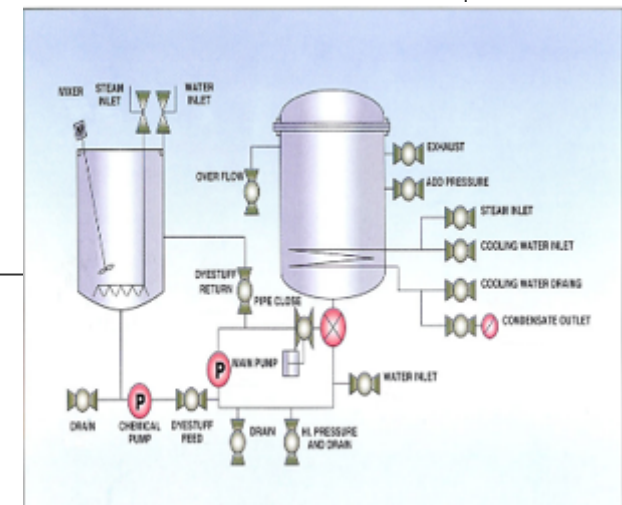 MIXER
STEAM
INLET
WATER
INLET
OVER FLOW
EXHAUST
ADD PRESSURE
STEAM INLET
COOLING WATER INLET
COOLING WATER DRAING
CONDENSATE OUTLET
DYESTUFF
RETURN
PIPE CLOSE
P
MAIN PUMP
WATER INLET
P
DRAIN
CHEMICAL
PUMP
DYESTUFF
FEED
DRAIN
HI. PRESSURE
AND DRAIN